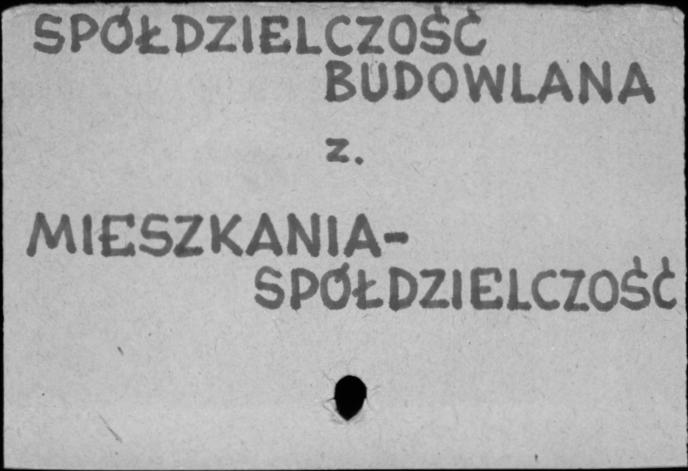 SPÓŁDZIELCZOŚĆ
BUDOWLANA
z.
MIESZKANIA-
SPÓŁDZIELCZOŚĆ